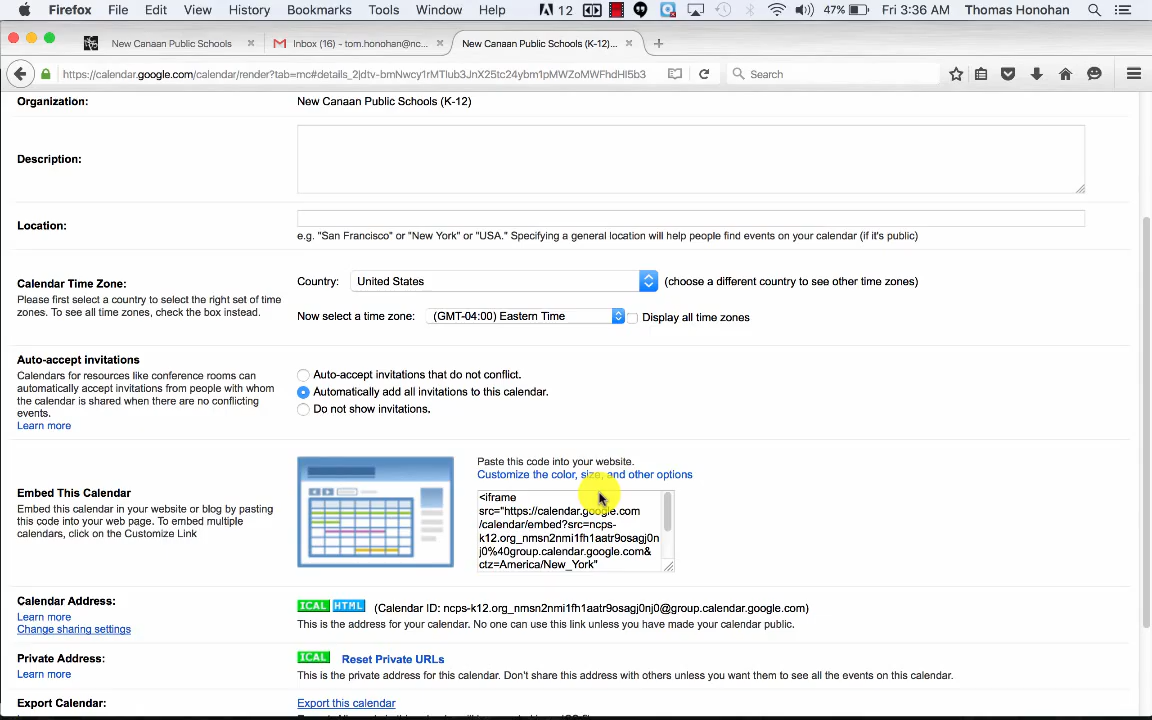 Firefox File Edit View History Bookmarks Tools Window Help 12 47% Fri 3:36 AM Thomas Honohan
New Canaan Public Schools × Inbox (16) - tom.honohan@nc... × New Canaan Public Schools (K-12)... × +
https://calendar.google.com/calendar/render?tab=mc#details_2|dtv- Search
Organization: New Canaan Public Schools (K-12)
Description:
Location:
e.g. "San Francisco" or "New York" or "USA." Specifying a general location will help people find events on your calendar (if it's public)
Calendar Time Zone: Country: United States (choose a different country to see other time zones)
Please first select a country to select the right set of time
zones. To see all time zones, check the box instead.
Now select a time zone: (GMT-04:00) Eastern Time Display all time zones
Auto-accept invitations
Calendars for resources like conference rooms can
automatically accept invitations from people with whom
the calendar is shared when there are no conflicting
events.
Learn more
Auto-accept invitations that do not conflict.
Automatically add all invitations to this calendar.
Do not show invitations.
Embed This Calendar
Embed this calendar in your website or blog by pasting
this code into your web page. To embed multiple
calendars, click on the Customize Link
Paste this code into your website.
Customize the color, size, and other options
<iframe
src="https://calendar.google.com
/calendar/embed?src=ncps-
k12.org_nmsn2nmi1fh1aatr9osagj0n
j0%40group.calendar.google.com&
ctz=America/New_York"
Calendar Address:
Learn more
Change sharing settings
ICAL HTML (Calendar ID: ncps-k12.org_nmsn2nmi1fh1aatr9osagj0nj0@group.calendar.google.com)
This is the address for your calendar. No one can use this link unless you have made your calendar public.
Private Address:
Learn more
ICAL Reset Private URLs
This is the private address for this calendar. Don't share this address with others unless you want them to see all the events on this calendar.
Export Calendar: Export this calendar